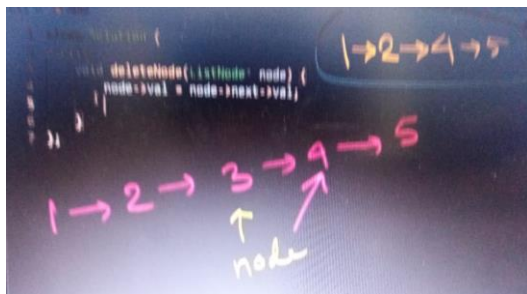 Solution {
1→2→4→5
void deleteNode(ListNode* node) {
node->val = node->next->val;
}
};
1→2→3→4→5
node